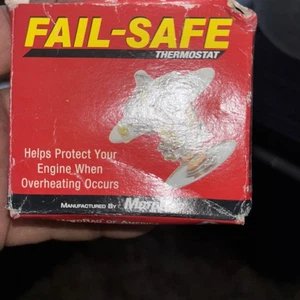 FAIL-SAFE
THERMOSTAT
Helps Protect Your
Engine When
Overheating Occurs
MANUFACTURED BY